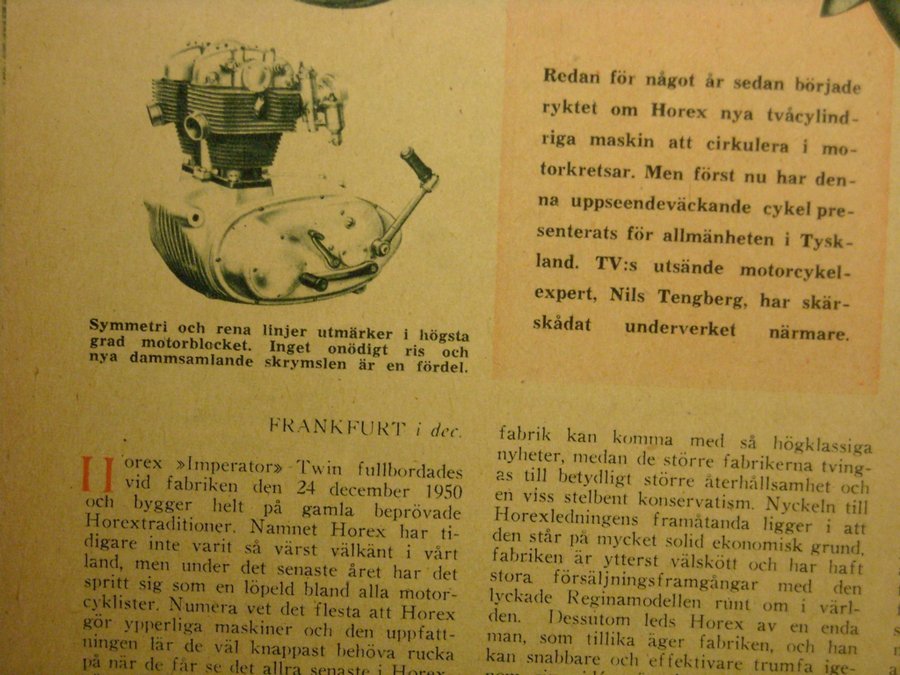 Redan för något år sedan började
ryktet om Horex nya tvåcylind-
riga maskin att cirkulera i mo-
torkretsar. Men först nu har den-
na uppseendeväckande cykel pre-
senterats för allmänheten i Tysk-
land. TV:s utsände motorcykel-
expert, Nils Tengberg, har skär-
skådat underverket närmare.
Symmetri och rena linjer utmärker i högsta
grad motorblocket. Inget onödigt ris och
nya dammsamlande skrymslen är en fördel.
FRANKFURT i dec.
Horex »Imperator» Twin fullbordades
vid fabriken den 24 december 1950
och bygger helt på gamla beprövade
Horextraditioner. Namnet Horex har ti-
digare inte varit så värst välkänt i vårt
land, men under det senaste året har det
spritt sig som en löpeld bland alla motor-
cyklister. Numera vet det flesta att Horex
gör ypperliga maskiner och den uppfatt-
ningen lär de väl knappast behöva rucka
på när de får se det allra senaste i Horex
fabrik kan komma med så högklassiga
nyheter, medan de större fabrikerna tving-
as till betydligt större återhållsamhet och
en viss stelbent konservatism. Nyckeln till
Horexledningens framåtanda ligger i att
den står på mycket solid ekonomisk grund,
fabriken är ytterst välskött och har haft
stora försäljningsframgångar med den
lyckade Reginamodellen runt om i värl-
den. Dessutom leds Horex av en enda
man, som tillika äger fabriken, och han
kan snabbare och effektivare trumfa ige-